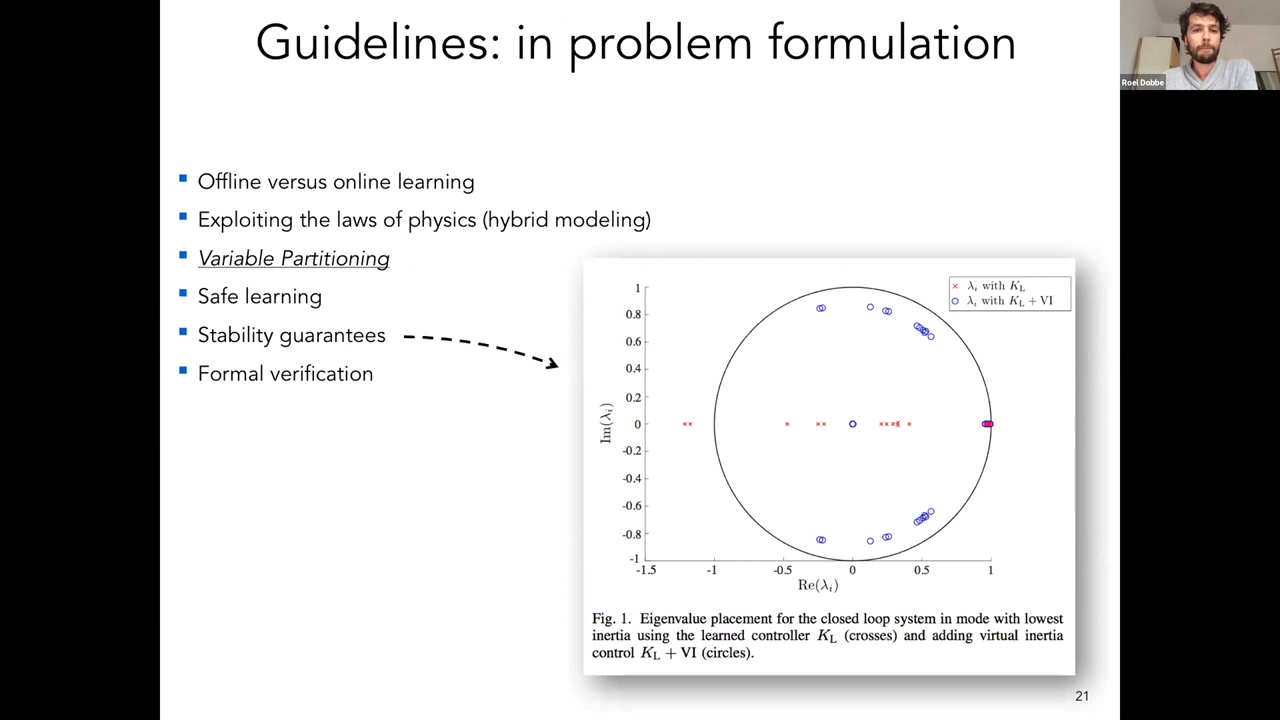 Guidelines: in problem formulation
Roel Dobbe
Offline versus online learning
Exploiting the laws of physics (hybrid modeling)
Variable Partitioning
Safe learning
Stability guarantees
Formal verification
λᵢ with K_L
λᵢ with K_L + VI
1
0.8
0.6
0.4
0.2
0
-0.2
-0.4
-0.6
-0.8
-1
Im(λᵢ)
-1.5 -1 -0.5 0 0.5 1
Re(λᵢ)
Fig. 1. Eigenvalue placement for the closed loop system in mode with lowest
inertia using the learned controller K_L (crosses) and adding virtual inertia
control K_L + VI (circles).
21